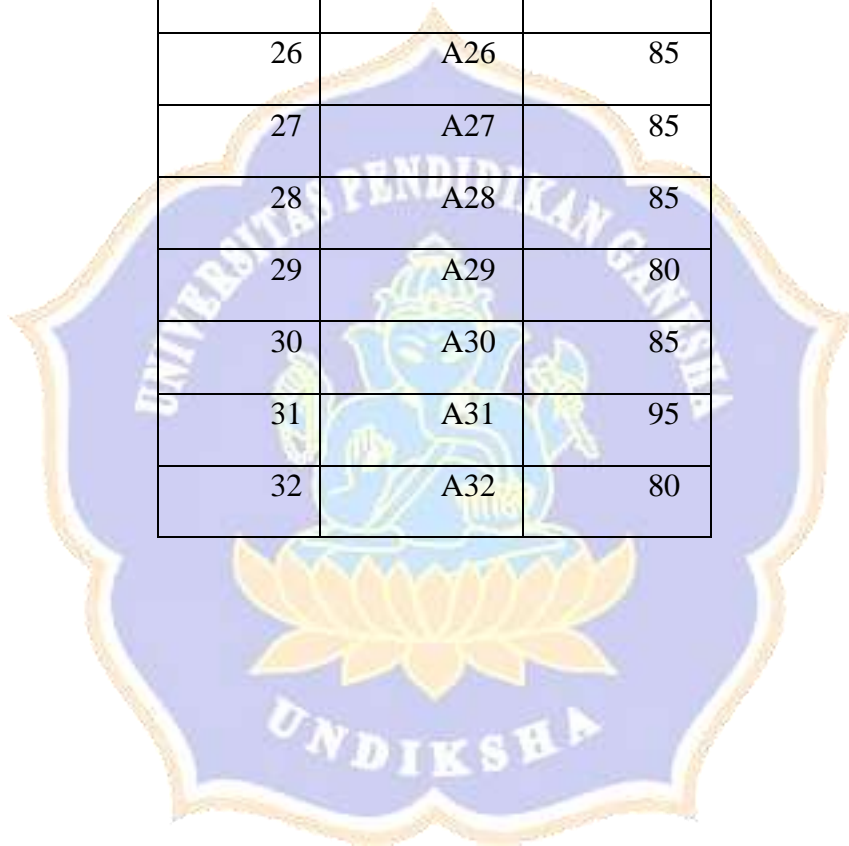 26 A26 85
27 A27 85
28 A28 85
29 A29 80
30 A30 85
31 A31 95
32 A32 80
UNIVERSITAS PENDIDIKAN GANESHA
UNDIKSHA